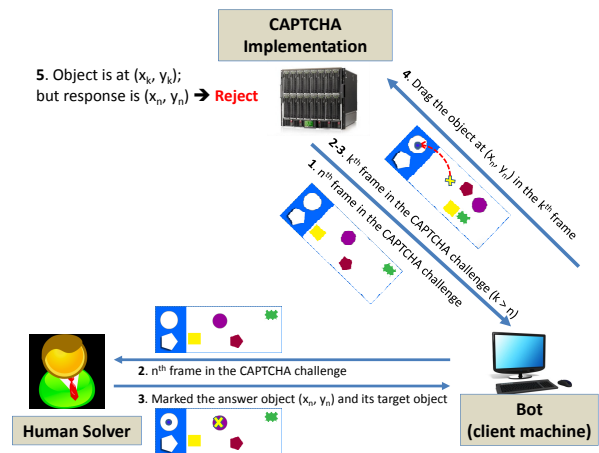 CAPTCHA
Implementation
5. Object is at (xₖ, yₖ);
but response is (xₙ, yₙ) ➔ Reject
4. Drag the object at (xₙ, yₙ) in the kᵗʰ frame
2-3. kᵗʰ frame in the CAPTCHA challenge (k > n)
1. nᵗʰ frame in the CAPTCHA
challenge
2. nᵗʰ frame in the CAPTCHA challenge
3. Marked the answer object (xₙ, yₙ) and its target object
Human Solver
Bot
(client machine)